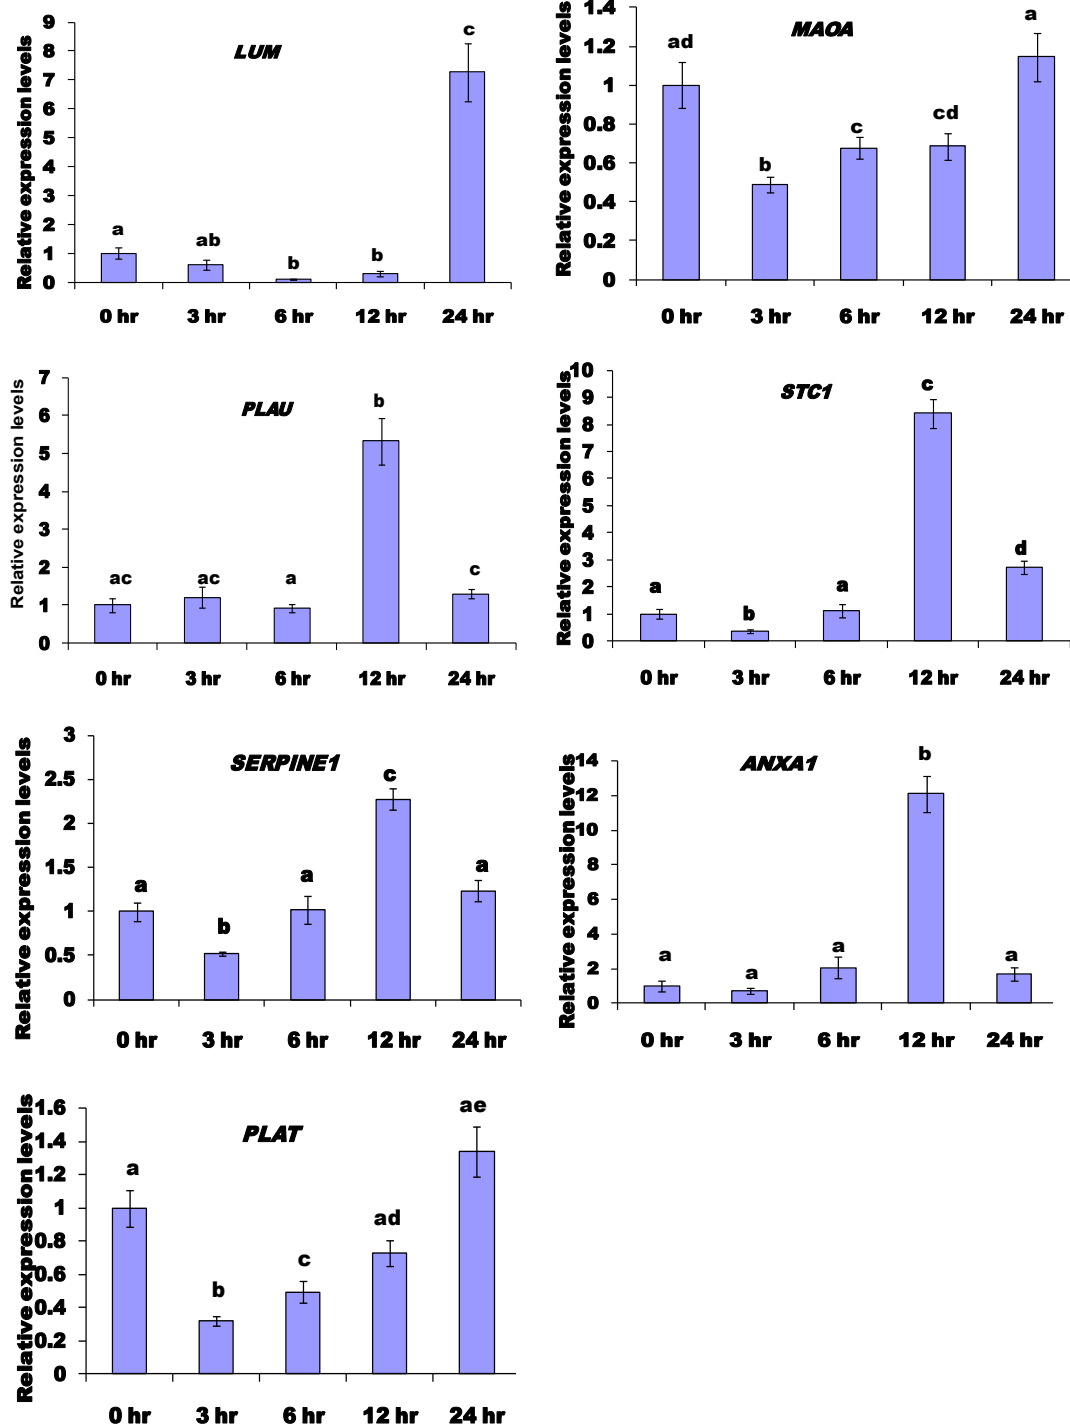 LUM
Relative expression levels
9
8
7
6
5
4
3
2
1
0
a
ab
b
b
c
0 hr 3 hr 6 hr 12 hr 24 hr
MAOA
Relative expression levels
1.4
1.2
1
0.8
0.6
0.4
0.2
0
ad
b
c
cd
a
0 hr 3 hr 6 hr 12 hr 24 hr
PLAU
Relative expression levels
7
6
5
4
3
2
1
0
ac
ac
a
b
c
0 hr 3 hr 6 hr 12 hr 24 hr
STC1
Relative expression levels
10
9
8
7
6
5
4
3
2
1
0
a
b
a
c
d
0 hr 3 hr 6 hr 12 hr 24 hr
SERPINE1
Relative expression levels
3
2.5
2
1.5
1
0.5
0
a
b
a
c
a
0 hr 3 hr 6 hr 12 hr 24 hr
ANXA1
Relative expression levels
14
12
10
8
6
4
2
0
a
a
a
b
a
0 hr 3 hr 6 hr 12 hr 24 hr
PLAT
Relative expression levels
1.6
1.4
1.2
1
0.8
0.6
0.4
0.2
0
a
b
c
ad
ae
0 hr 3 hr 6 hr 12 hr 24 hr